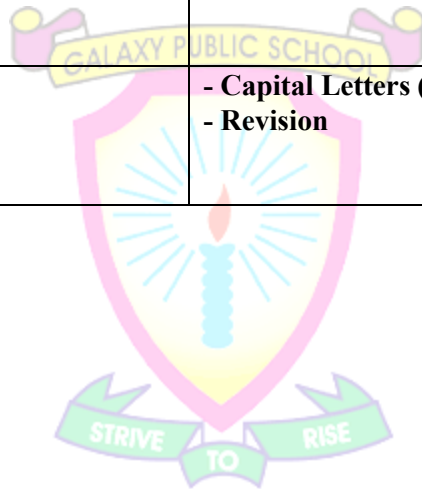 GALAXY PUBLIC SCHOOL
- Capital Letters (
- Revision
STRIVE
TO
RISE